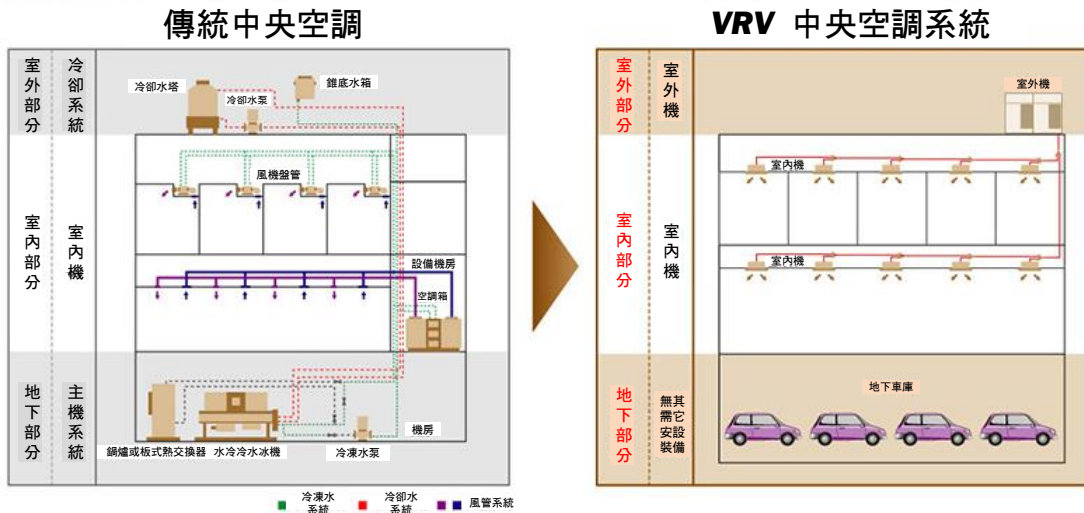 傳統中央空調
室外部分
冷卻系統
冷卻水塔
冷卻水泵
錐底水箱
室內部分
室內機
風機盤管
設備機房
空調箱
地下部分
主機系統
機房
鍋爐或板式熱交換器
水冷冷水冰機
冷凍水泵
冷凍水
系統
冷卻水
系統
風管系統
VRV 中央空調系統
室外部分
室外機
室外機
室內部分
室內機
室內機
室內機
地下部分
無需安裝
其它設備
地下車庫